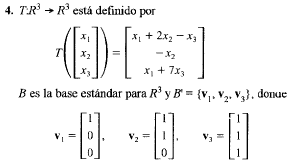 4. T:R³ → R³ está definido por
T([x₁ x₂ x₃]) = [x₁ + 2x₂ − x₃
−x₂
x₁ + 7x₃]
B es la base estándar para R³ y B' = {v₁, v₂, v₃}, donue
v₁ = [1 0 0], v₂ = [1 1 0], v₃ = [1 1 1]